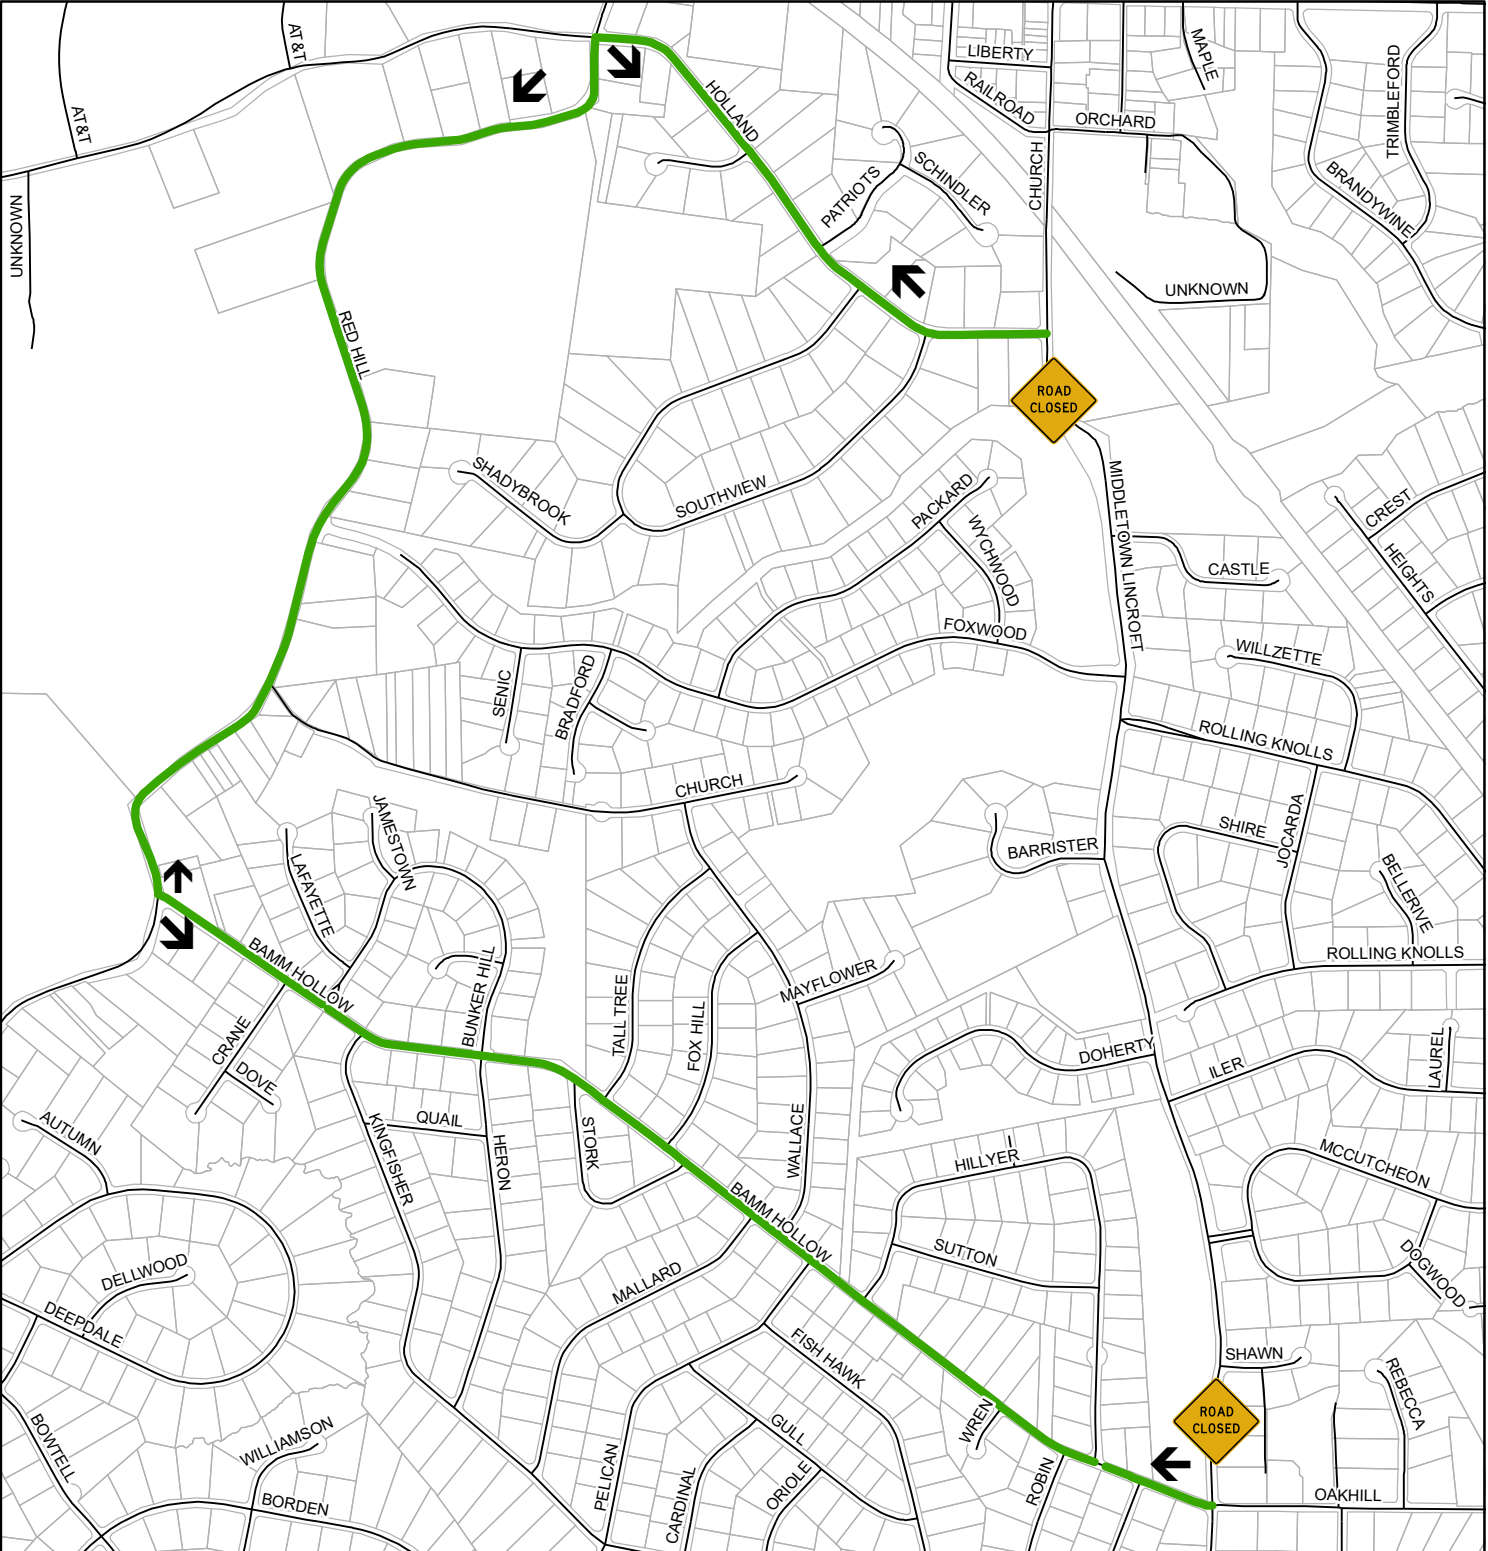 AT&T
AT&T
UNKNOWN
HOLLAND
LIBERTY
RAILROAD
MAPLE
ORCHARD
CHURCH
TRIMBLEFORD
BRANDYWINE
PATRIOTS
SCHINDLER
UNKNOWN
RED HILL
ROAD
CLOSED
SHADYBROOK
SOUTHVIEW
PACKARD
WYCHWOOD
MIDDLETOWN LINCROFT
CREST
HEIGHTS
CASTLE
FOXWOOD
WILLZETTE
SENIC
BRADFORD
ROLLING KNOLLS
CHURCH
JAMESTOWN
LAFAYETTE
BARRISTER
SHIRE
JOCARDA
BELLERIVE
ROLLING KNOLLS
BAMM HOLLOW
BUNKER HILL
TALL TREE
FOX HILL
MAYFLOWER
CRANE
DOVE
DOHERTY
ILER
LAUREL
AUTUMN
QUAIL
KINGFISHER
HERON
STORK
WALLACE
HILLYER
MCCUTCHEON
BAMM HOLLOW
SUTTON
DOGWOOD
DELLWOOD
DEEPDALE
MALLARD
FISH HAWK
SHAWN
REBECCA
ROAD
CLOSED
BOWTELL
WILLIAMSON
BORDEN
PELICAN
CARDINAL
GULL
ORIOLE
WREN
ROBIN
OAKHILL